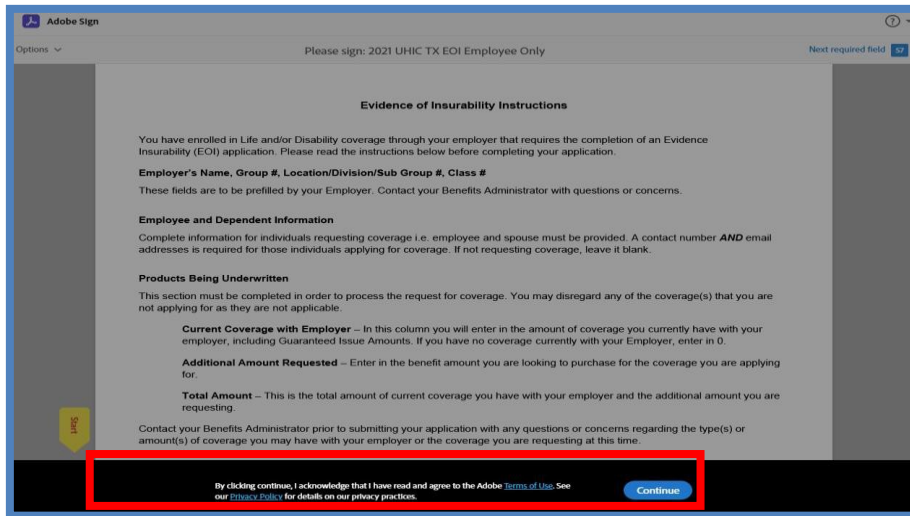 Adobe Sign
Options
Please sign: 2021 UHIC TX EOI Employee Only
Next required field 57
Evidence of Insurability Instructions
You have enrolled in Life and/or Disability coverage through your employer that requires the completion of an Evidence
Insurability (EOI) application. Please read the instructions below before completing your application.
Employer's Name, Group #, Location/Division/Sub Group #, Class #
These fields are to be prefilled by your Employer. Contact your Benefits Administrator with questions or concerns.
Employee and Dependent Information
Complete information for individuals requesting coverage i.e. employee and spouse must be provided. A contact number AND email
addresses is required for those individuals applying for coverage. If not requesting coverage, leave it blank.
Products Being Underwritten
This section must be completed in order to process the request for coverage. You may disregard any of the coverage(s) that you are
not applying for as they are not applicable.
Current Coverage with Employer – In this column you will enter in the amount of coverage you currently have with your
employer, including Guaranteed Issue Amounts. If you have no coverage currently with your Employer, enter in 0.
Additional Amount Requested – Enter in the benefit amount you are looking to purchase for the coverage you are applying
for.
Total Amount – This is the total amount of current coverage you have with your employer and the additional amount you are
requesting.
Start
Contact your Benefits Administrator prior to submitting your application with any questions or concerns regarding the type(s) or
amount(s) of coverage you may have with your employer or the coverage you are requesting at this time.
By clicking continue, I acknowledge that I have read and agree to the Adobe Terms of Use. See
our Privacy Policy for details on our privacy practices.
Continue